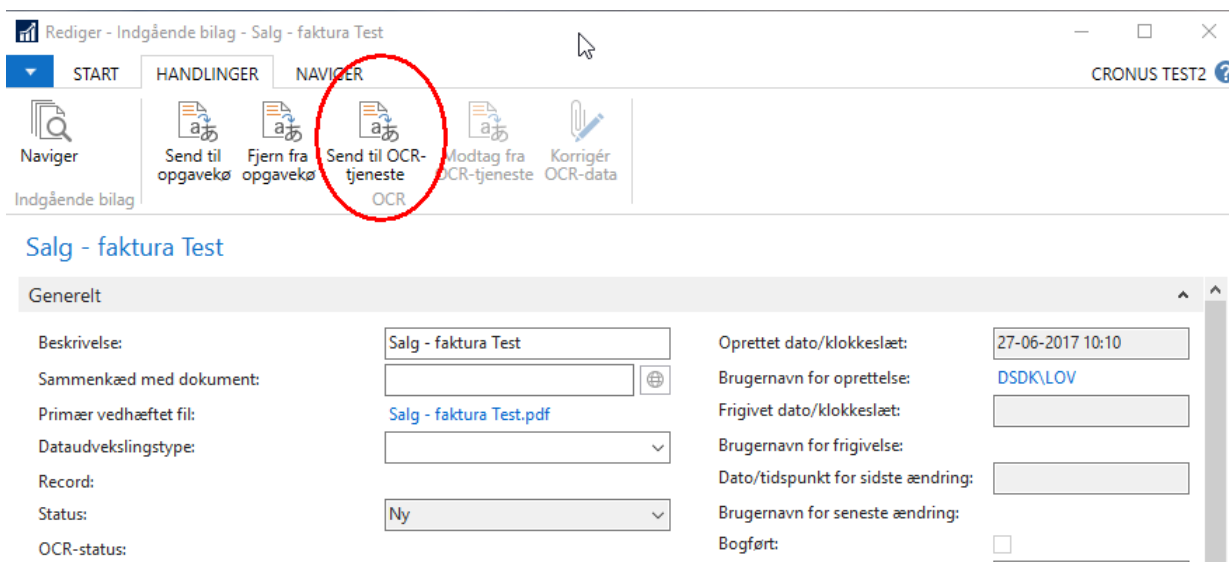 Rediger - Indgående bilag - Salg - faktura Test
START HANDLINGER NAVIGER CRONUS TEST2
Naviger
Send til opgavekø
Fjern fra opgavekø
Send til OCR-tjeneste
Modtag fra OCR-tjeneste
Korrigér OCR-data
Indgående bilag
OCR
Salg - faktura Test
Generelt
Beskrivelse: Salg - faktura Test
Sammenkæd med dokument:
Primær vedhæftet fil: Salg - faktura Test.pdf
Dataudvekslingstype:
Record:
Status: Ny
OCR-status:
Oprettet dato/klokkeslæt: 27-06-2017 10:10
Brugernavn for oprettelse: DSDK\LOV
Frigivet dato/klokkeslæt:
Brugernavn for frigivelse:
Dato/tidspunkt for sidste ændring:
Brugernavn for seneste ændring:
Bogført: